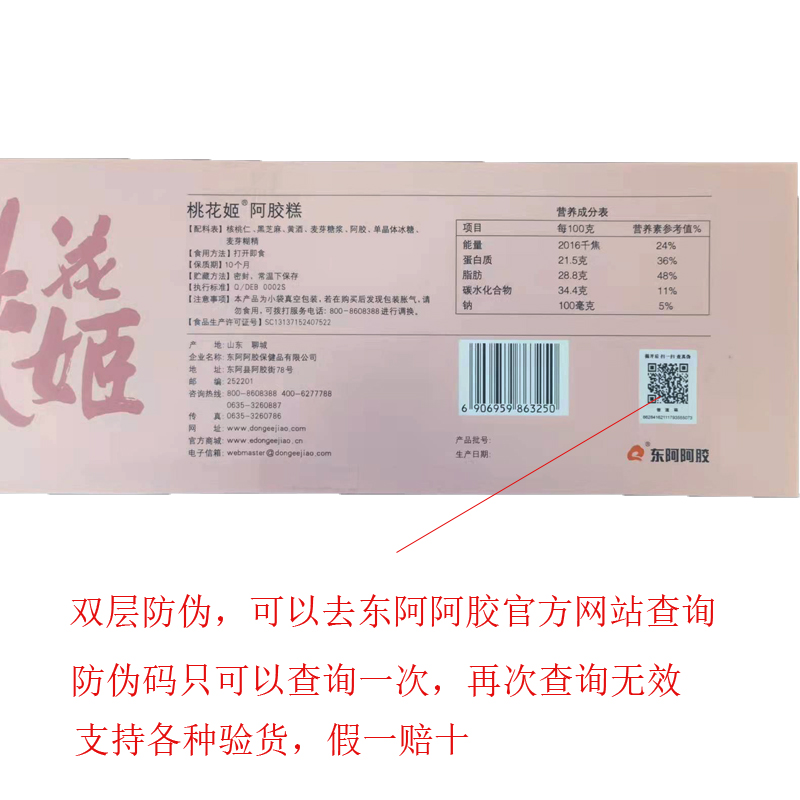 花
姬
桃花姬®阿胶糕
【配料表】核桃仁、黑芝麻、黄酒、麦芽糖浆、阿胶、单晶体冰糖、
麦芽糊精
【食用方法】打开即食
【保质期】10个月
【贮藏方法】密封、常温下保存
【执行标准】Q/DEB 0002S
【注意事项】本产品为小袋真空包装，若在购买后发现包装胀气，请
勿食用，可拨打服务电话：800-8608388进行调换。
【食品生产许可证号】SC13137152407522
产 地：山东 聊城
企业名称：东阿阿胶保健品有限公司
地 址：东阿县阿胶街78号
邮 编：252201
咨询热线：800-8608388 400-6277788
0635-3260887
传 真：0635-3260786
网 址：www.dongeejiao.com
官方商城：www.edongeejiao.cn
电子信箱：webmaster@dongeejiao.com
营养成分表
项目 每100克 营养素参考值%
能量 2016千焦 24%
蛋白质 21.5克 36%
脂肪 28.8克 48%
碳水化合物 34.4克 11%
钠 100毫克 5%
6 906959 863250
产品批号：
生产日期：
®东阿阿胶
双层防伪，可以去东阿阿胶官方网站查询
防伪码只可以查询一次，再次查询无效
支持各种验货，假一赔十